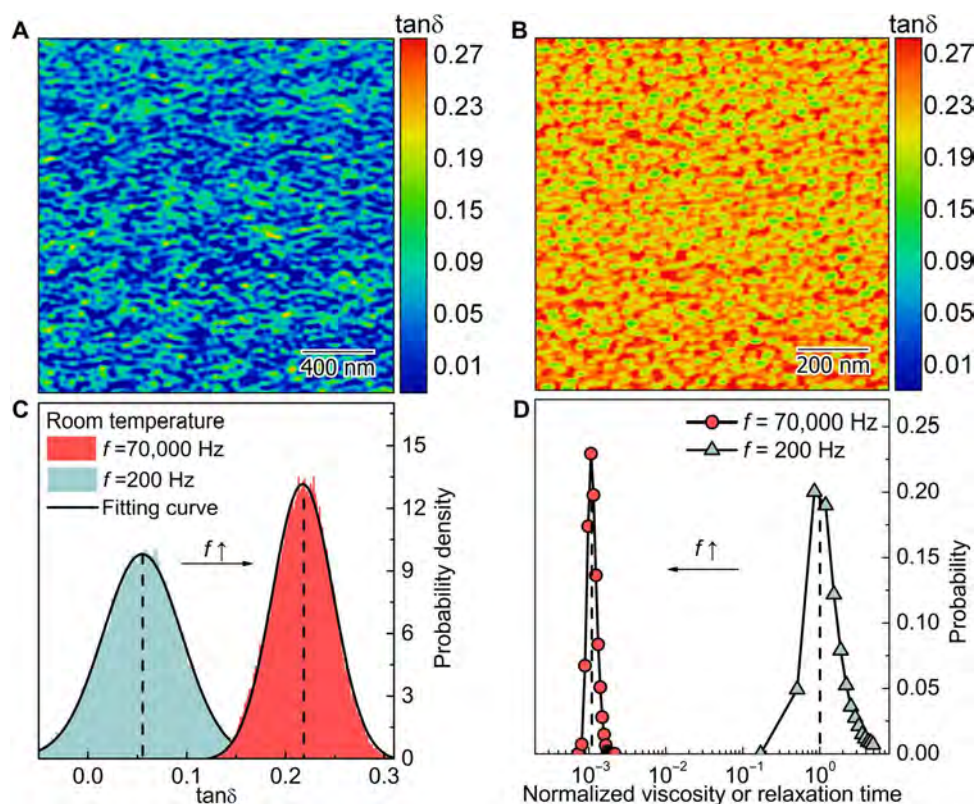 A
tanδ
0.27
0.23
0.19
0.15
0.12
0.09
0.05
0.01
400 nm
B
tanδ
0.27
0.23
0.19
0.15
0.12
0.09
0.05
0.01
200 nm
C
Room temperature
f=70,000 Hz
f=200 Hz
Fitting curve
f ↑
15
12
9
6
3
0
Probability density
0.0 0.1 0.2 0.3
tanδ
D
f = 70,000 Hz
f = 200 Hz
f ↑
0.25
0.20
0.15
0.10
0.05
0.00
Probability
10⁻³ 10⁻² 10⁻¹ 10⁰
Normalized viscosity or relaxation time